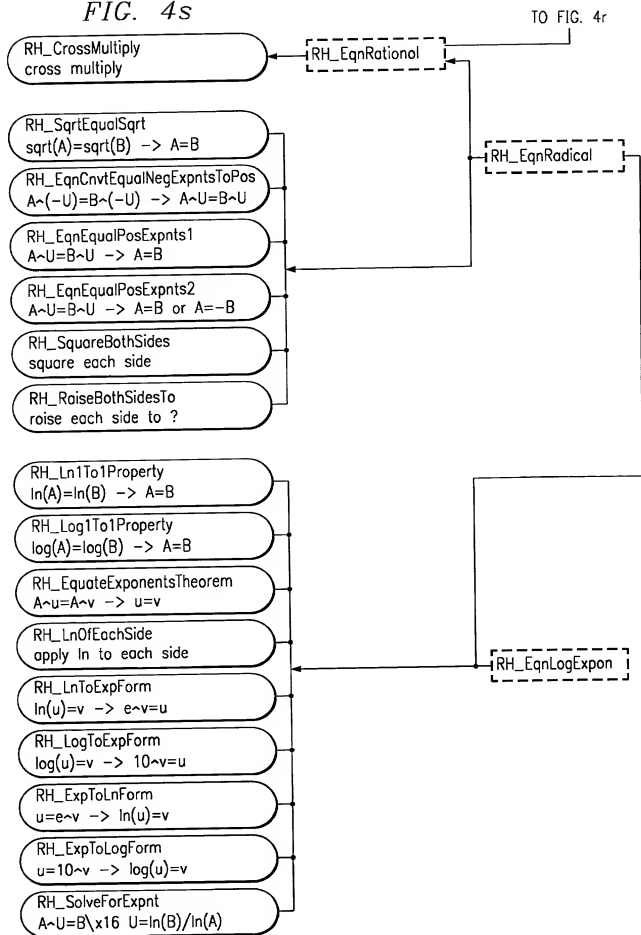 FIG. 4s
TO FIG. 4r
RH_CrossMultiply
cross multiply
RH_EqnRational
RH_SqrtEqualSqrt
sqrt(A)=sqrt(B) -> A=B
RH_EqnRadical
RH_EqnCnvtEqualNegExpntsToPos
A^(-U)=B^(-U) -> A^U=B^U
RH_EqnEqualPosExpnts1
A^U=B^U -> A=B
RH_EqnEqualPosExpnts2
A^U=B^U -> A=B or A=-B
RH_SquareBothSides
square each side
RH_RaiseBothSidesTo
roise each side to ?
RH_Ln1To1Property
ln(A)=ln(B) -> A=B
RH_Log1To1Property
log(A)=log(B) -> A=B
RH_EquateExponentsTheorem
A^u=A^v -> u=v
RH_LnOfEachSide
apply ln to each side
RH_EqnLogExpon
RH_LnToExpForm
ln(u)=v -> e^v=u
RH_LogToExpForm
log(u)=v -> 10^v=u
RH_ExpToLnForm
u=e^v -> ln(u)=v
RH_ExpToLogForm
u=10^v -> log(u)=v
RH_SolveForExpnt
A^U=B\x16 U=ln(B)/ln(A)